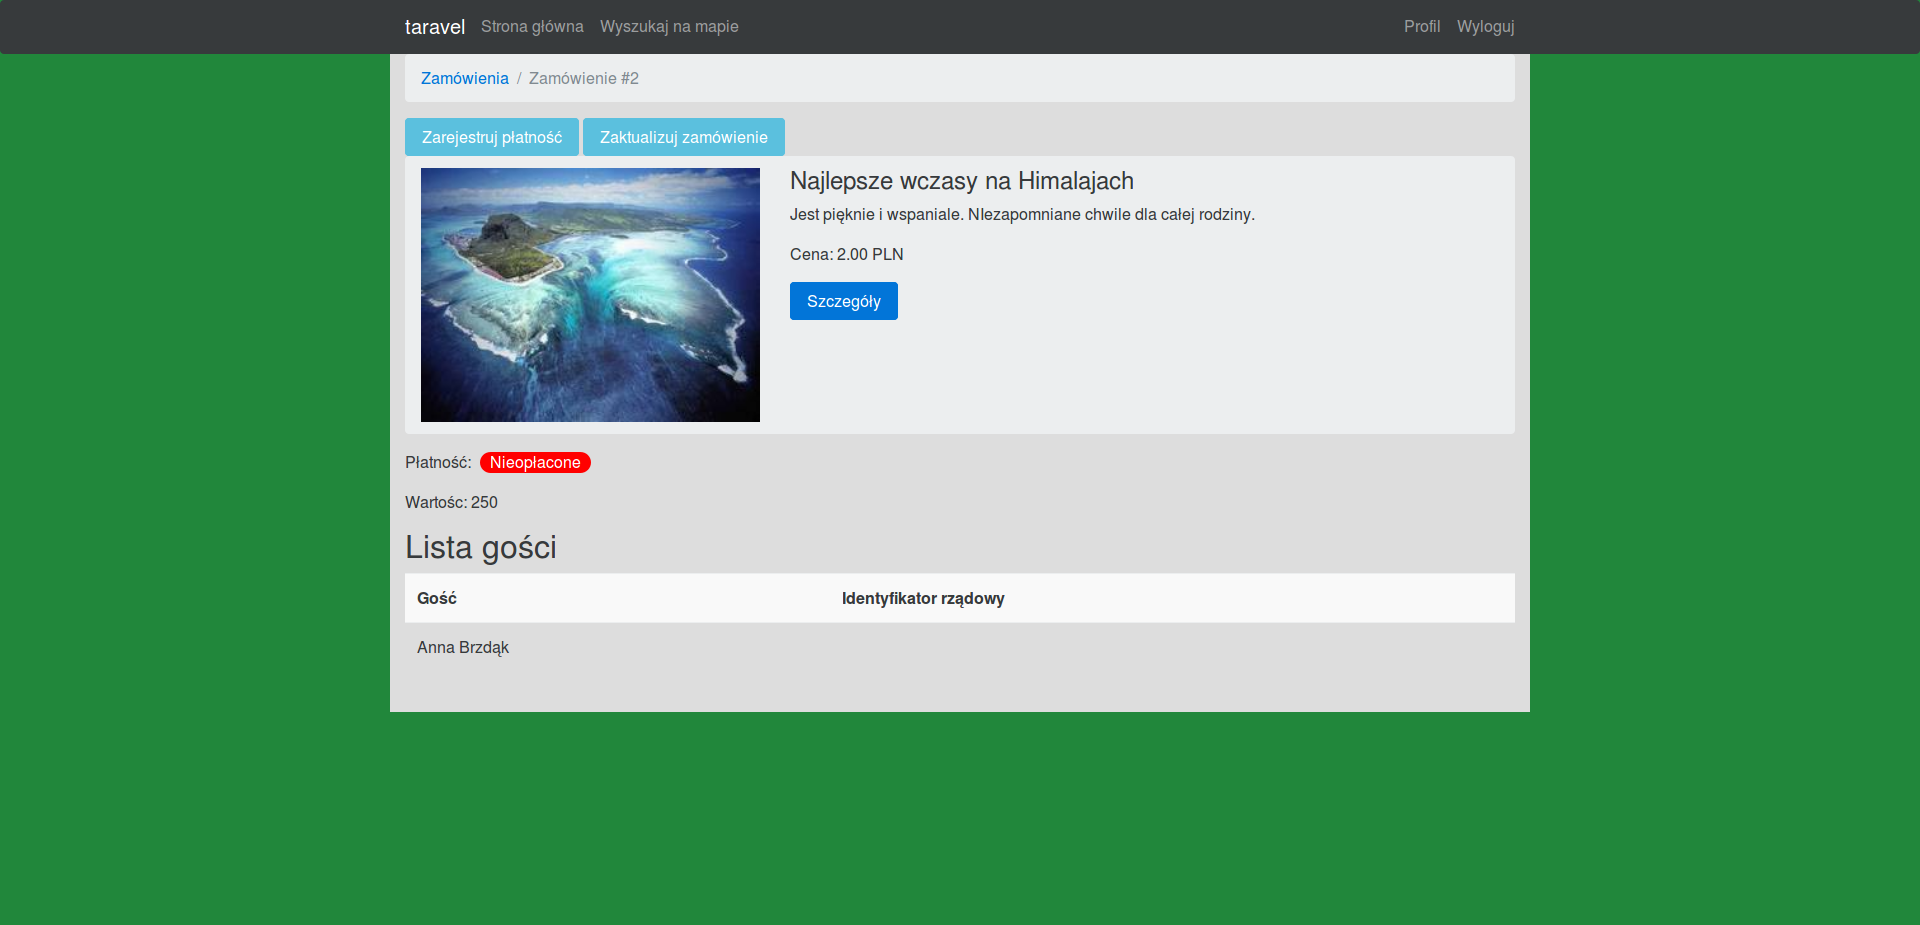 taravel Strona główna Wyszukaj na mapie Profil Wyloguj
Zamówienia / Zamówienie #2
Zarejestruj płatność Zaktualizuj zamówienie
Najlepsze wczasy na Himalajach
Jest pięknie i wspaniale. NIezapomniane chwile dla całej rodziny.
Cena: 2.00 PLN
Szczegóły
Płatność: Nieopłacone
Wartośc: 250
Lista gości
Gość Identyfikator rządowy
Anna Brzdąk